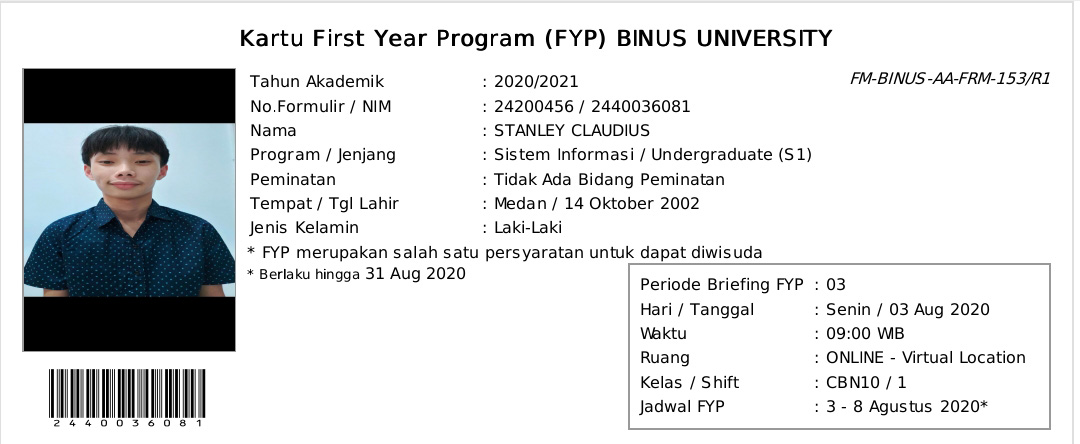 Kartu First Year Program (FYP) BINUS UNIVERSITY
FM-BINUS-AA-FRM-153/R1
Tahun Akademik : 2020/2021
No.Formulir / NIM : 24200456 / 2440036081
Nama : STANLEY CLAUDIUS
Program / Jenjang : Sistem Informasi / Undergraduate (S1)
Peminatan : Tidak Ada Bidang Peminatan
Tempat / Tgl Lahir : Medan / 14 Oktober 2002
Jenis Kelamin : Laki-Laki
* FYP merupakan salah satu persyaratan untuk dapat diwisuda
* Berlaku hingga 31 Aug 2020
Periode Briefing FYP : 03
Hari / Tanggal : Senin / 03 Aug 2020
Waktu : 09:00 WIB
Ruang : ONLINE - Virtual Location
Kelas / Shift : CBN10 / 1
Jadwal FYP : 3 - 8 Agustus 2020*
2440036081